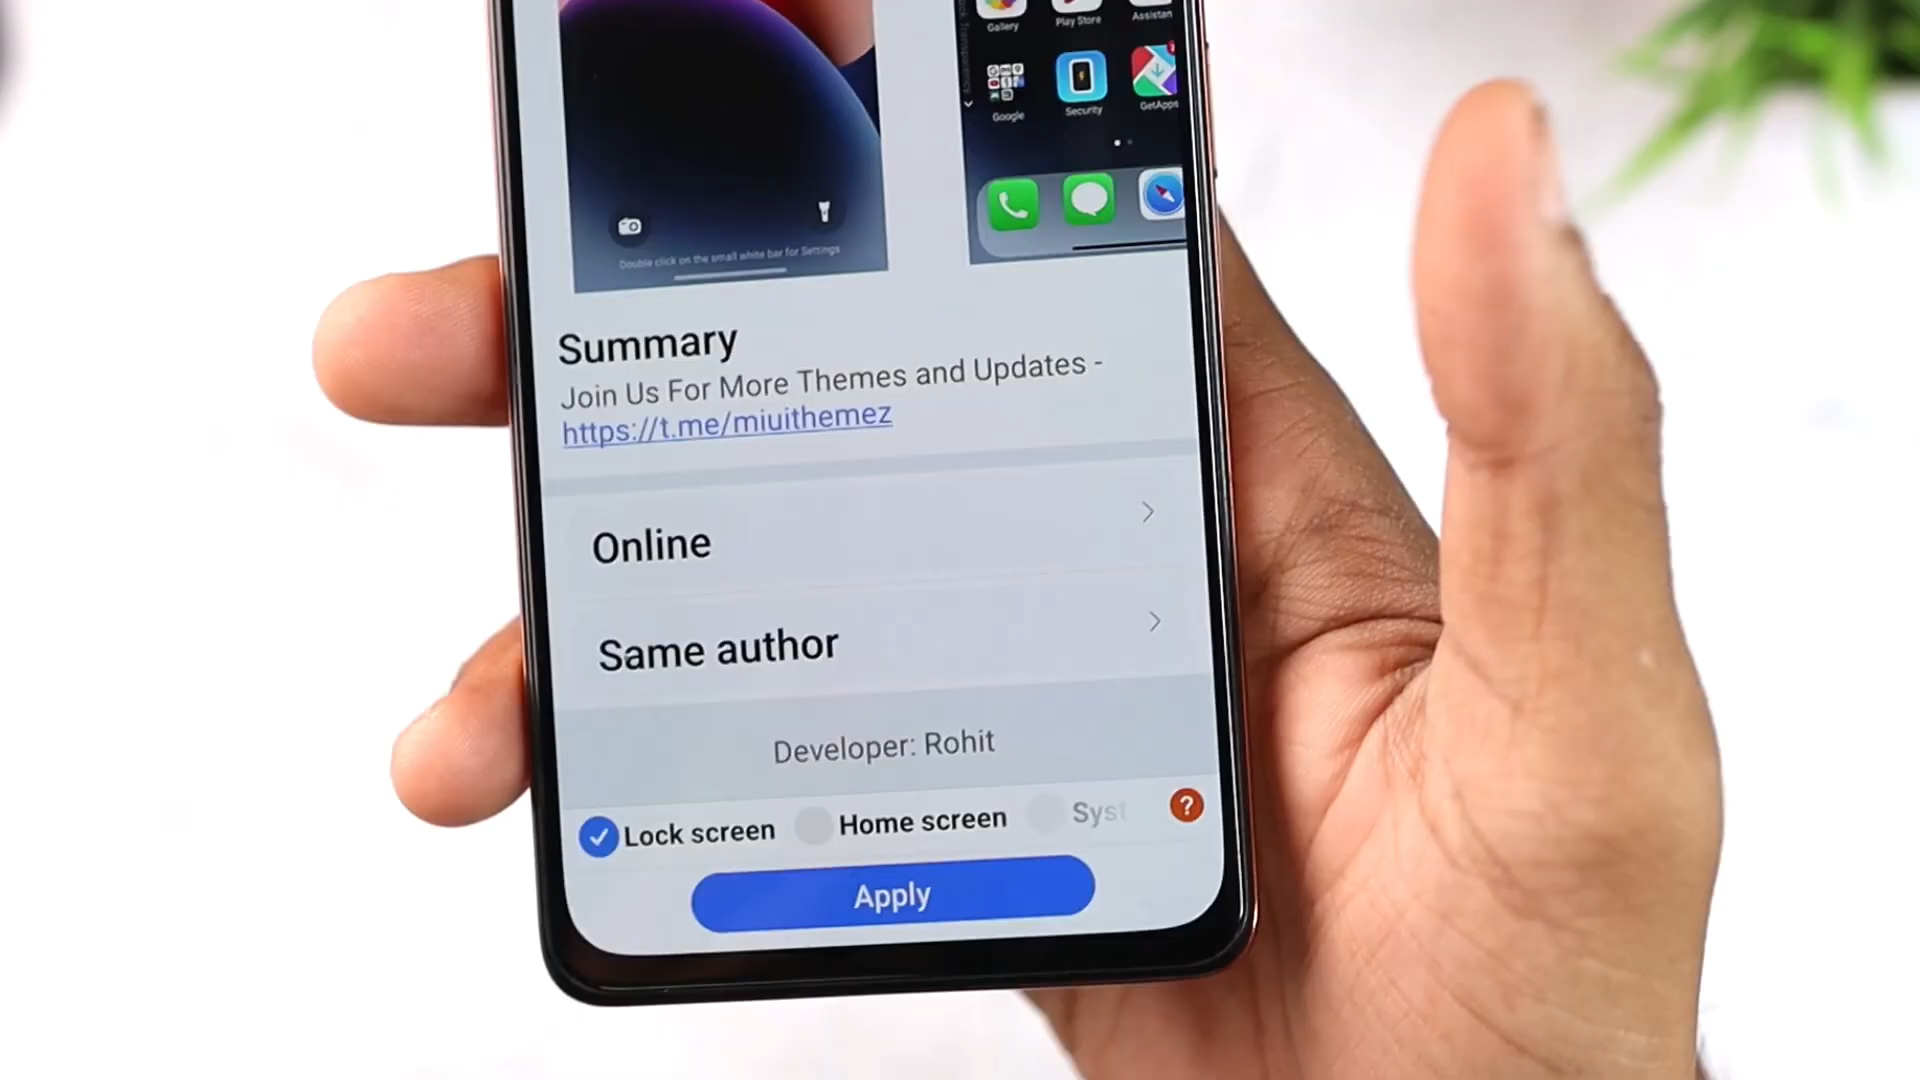 Gallery
Play Store
Assistan
Google
Security
GetApps
Double click on the small white bar for Settings
Summary
Join Us For More Themes and Updates -
https://t.me/miuithemez
Online
Same author
Developer: Rohit
Lock screen
Home screen
Syst
?
Apply